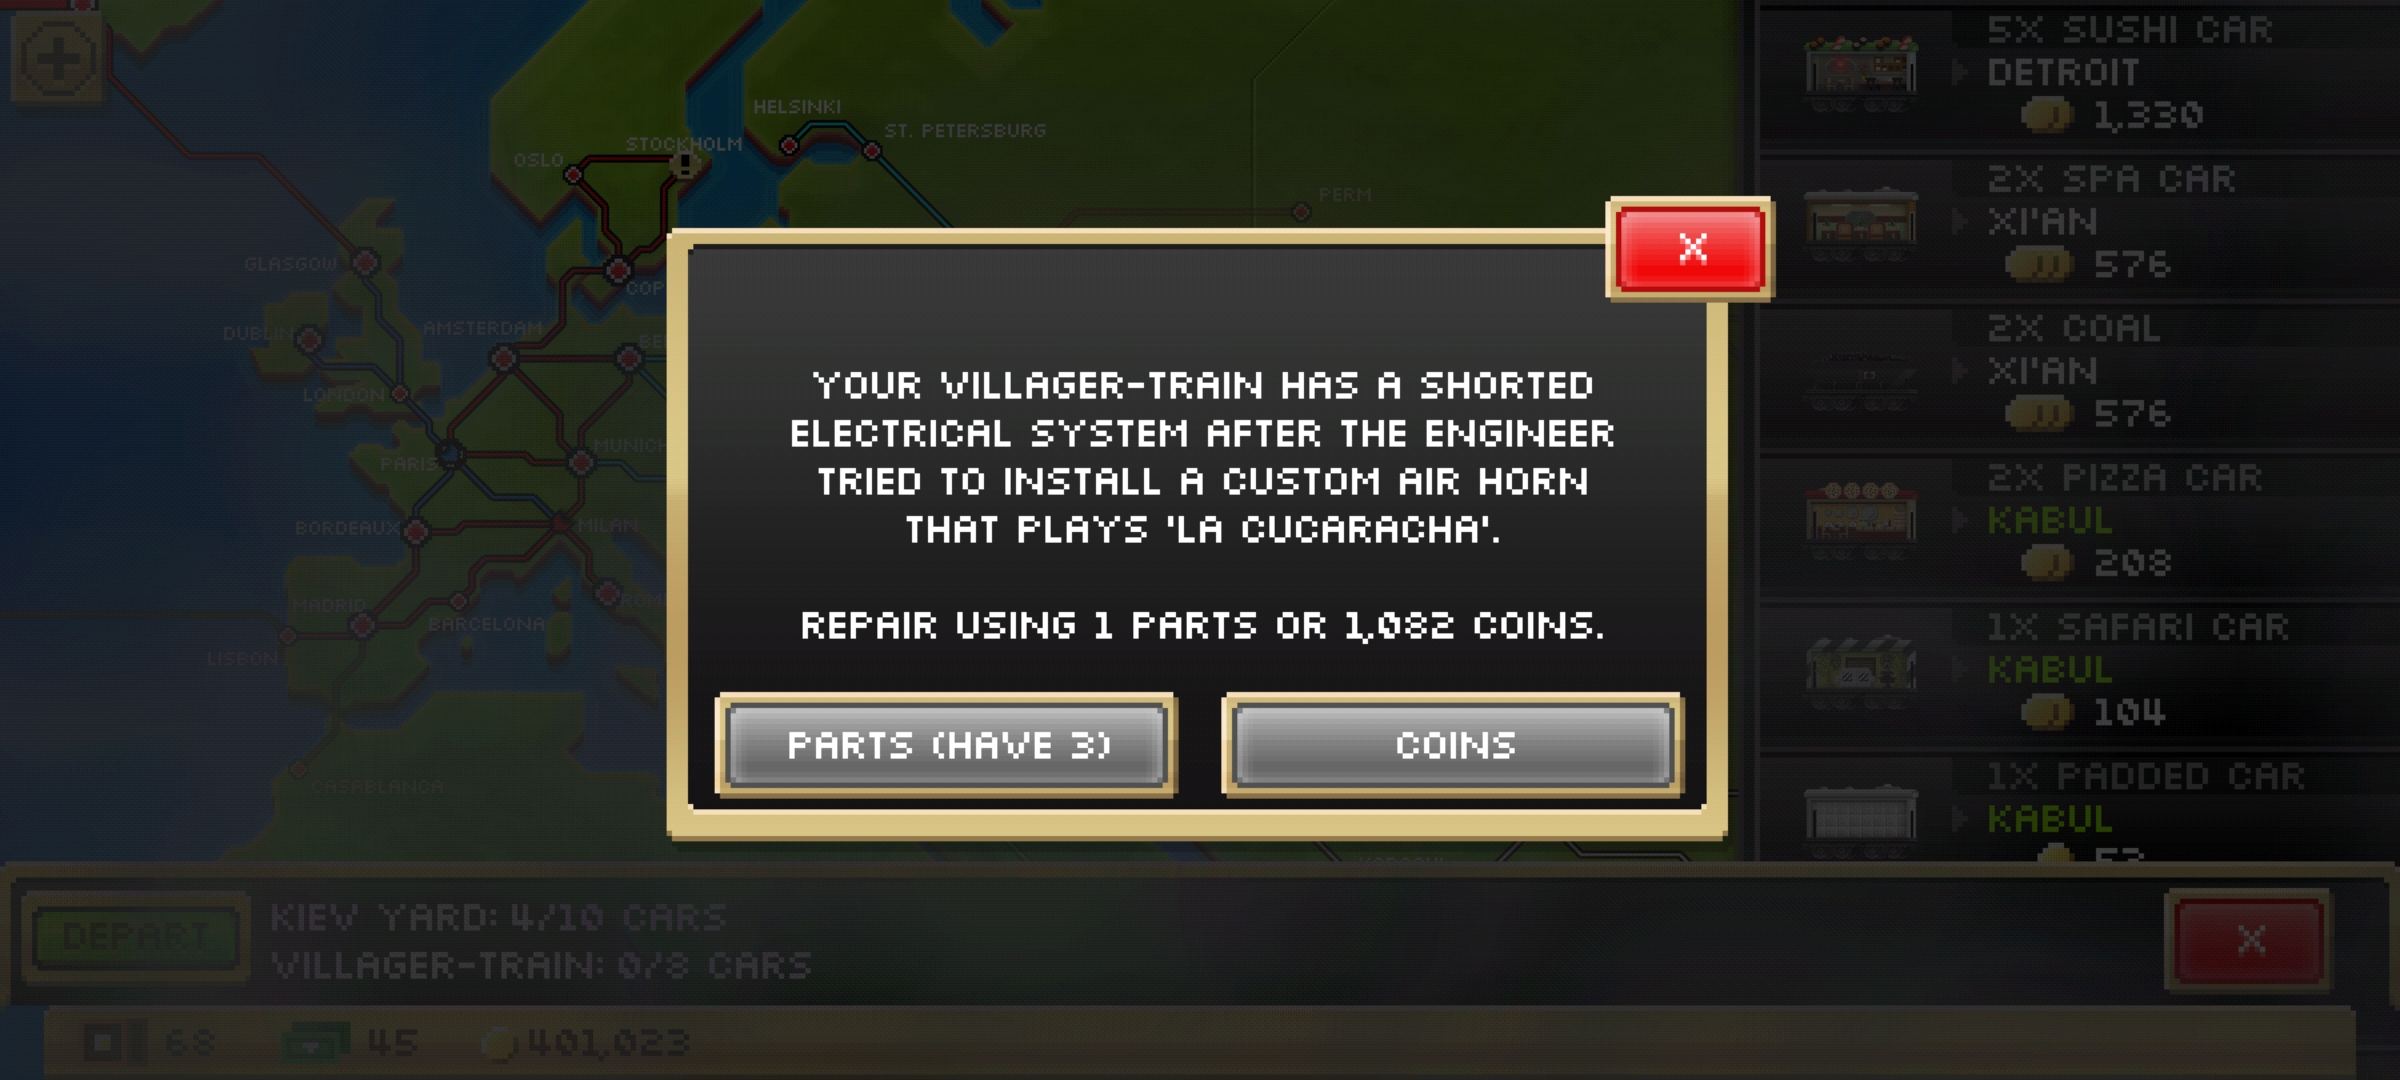 5X SUSHI CAR
DETROIT
1,330
2X SPA CAR
XI'AN
576
2X COAL
XI'AN
576
2X PIZZA CAR
KABUL
208
1X SAFARI CAR
KABUL
104
1X PADDED CAR
KABUL
HELSINKI
ST. PETERSBURG
STOCKHOLM
OSLO
PERM
GLASGOW
COP
DUBLIN
AMSTERDAM
BE
LONDON
MUNICH
PARIS
BORDEAUX
MILAN
MADRID
ROM
BARCELONA
LISBON
CASABLANCA
X
YOUR VILLAGER-TRAIN HAS A SHORTED
ELECTRICAL SYSTEM AFTER THE ENGINEER
TRIED TO INSTALL A CUSTOM AIR HORN
THAT PLAYS 'LA CUCARACHA'.
REPAIR USING 1 PARTS OR 1,082 COINS.
PARTS (HAVE 3)
COINS
DEPART
KIEV YARD: 4/10 CARS
VILLAGER-TRAIN: 0/8 CARS
X
68
45
401,023